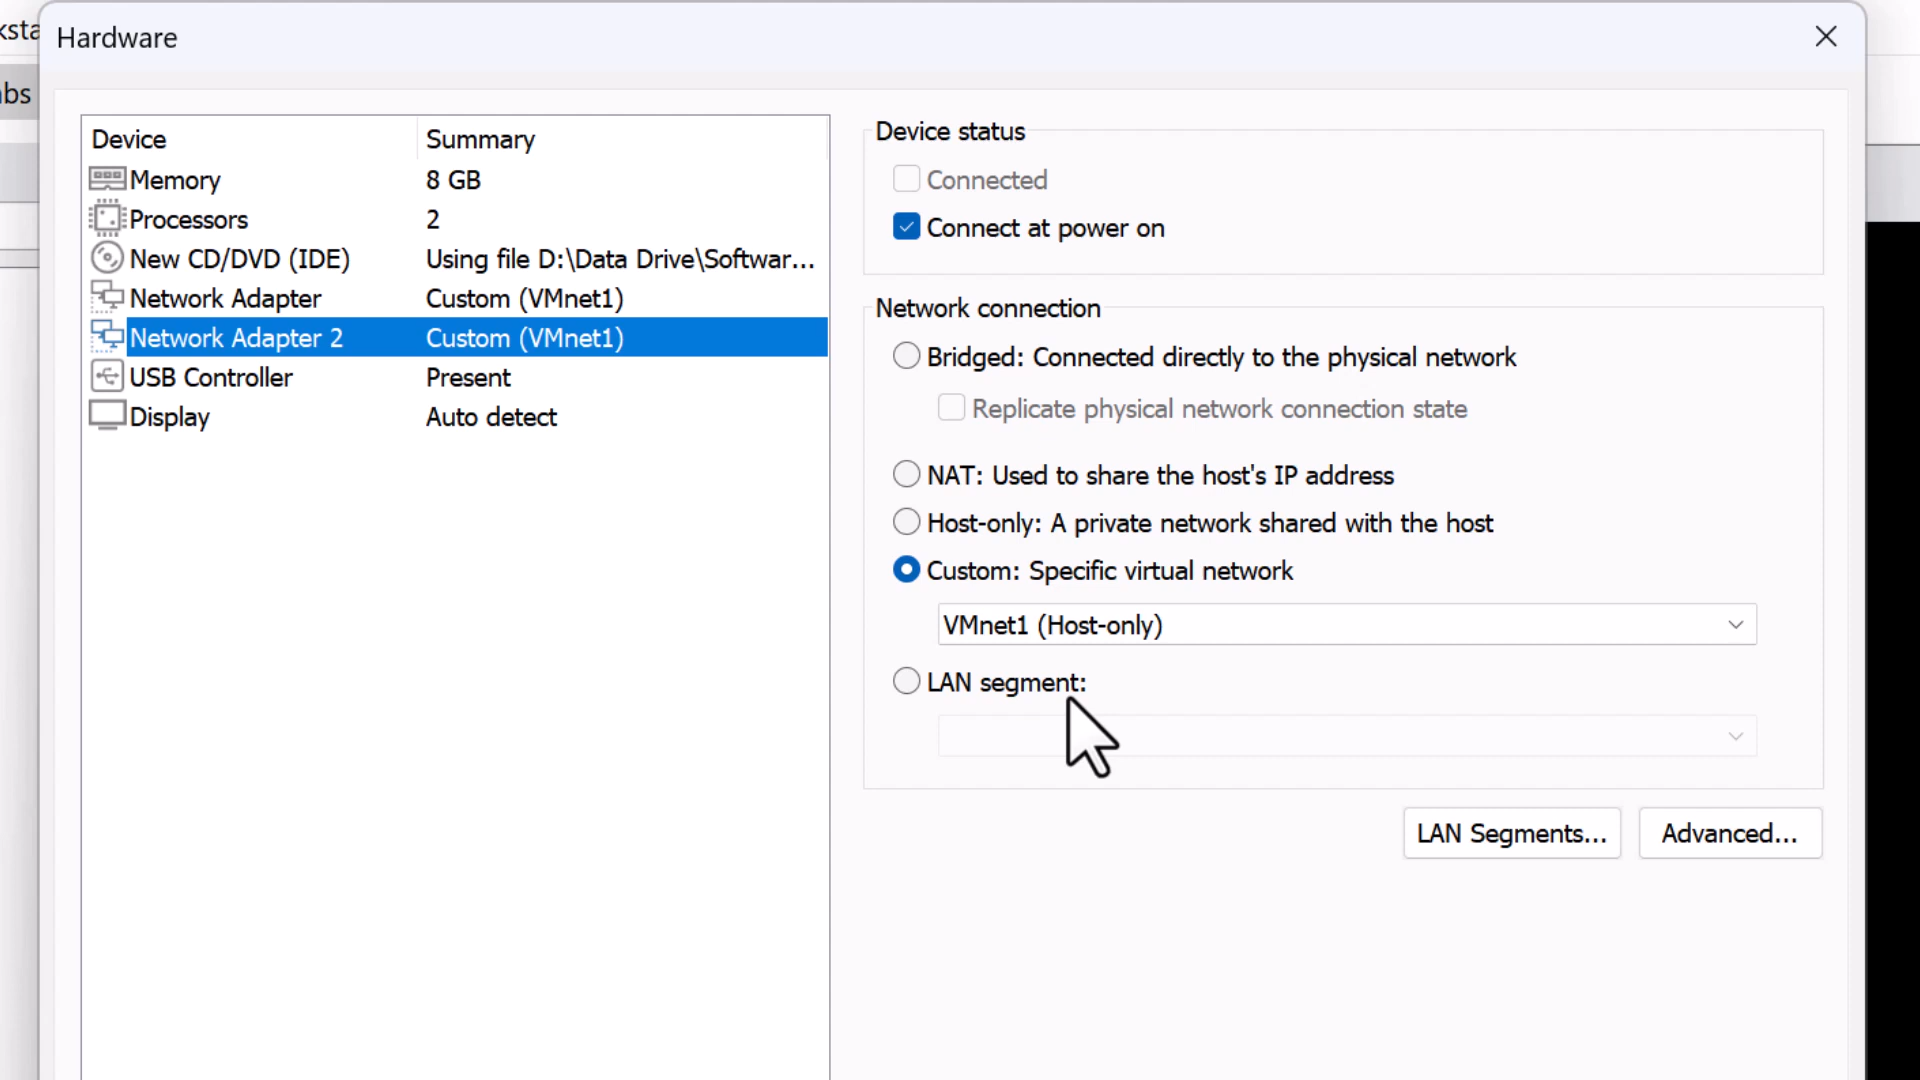 Hardware
Device Summary
Memory 8 GB
Processors 2
New CD/DVD (IDE) Using file D:\Data Drive\Softwar...
Network Adapter Custom (VMnet1)
Network Adapter 2 Custom (VMnet1)
USB Controller Present
Display Auto detect
Device status
Connected
Connect at power on
Network connection
Bridged: Connected directly to the physical network
Replicate physical network connection state
NAT: Used to share the host's IP address
Host-only: A private network shared with the host
Custom: Specific virtual network
VMnet1 (Host-only)
LAN segment:
LAN Segments...
Advanced...